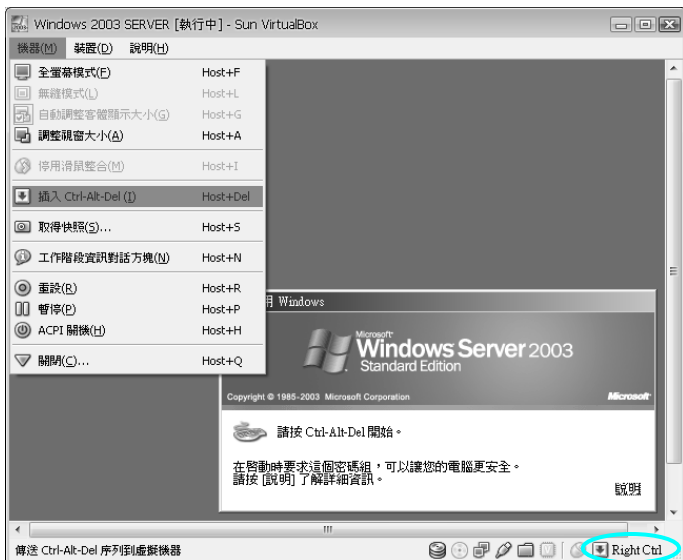 Windows 2003 SERVER [執行中] - Sun VirtualBox
機器(M) 裝置(D) 說明(H)
全螢幕模式(F) Host+F
無縫模式(L) Host+L
自動調整客體顯示大小(G) Host+G
調整視窗大小(A) Host+A
停用滑鼠整合(M) Host+I
插入 Ctrl-Alt-Del (I) Host+Del
取得快照(S)... Host+S
工作階段資訊對話方塊(N) Host+N
重設(R) Host+R
暫停(P) Host+P
ACPI 關機(H) Host+H
關閉(C)... Host+Q
Windows
Microsoft
Windows Server 2003
Standard Edition
Copyright © 1985-2003 Microsoft Corporation
Microsoft
請按 Ctrl-Alt-Del 開始。
在啟動時要求這個密碼組,可以讓您的電腦更安全。
請按 [說明] 了解詳細資訊。
說明
傳送 Ctrl-Alt-Del 序列到虛擬機器
Right Ctrl